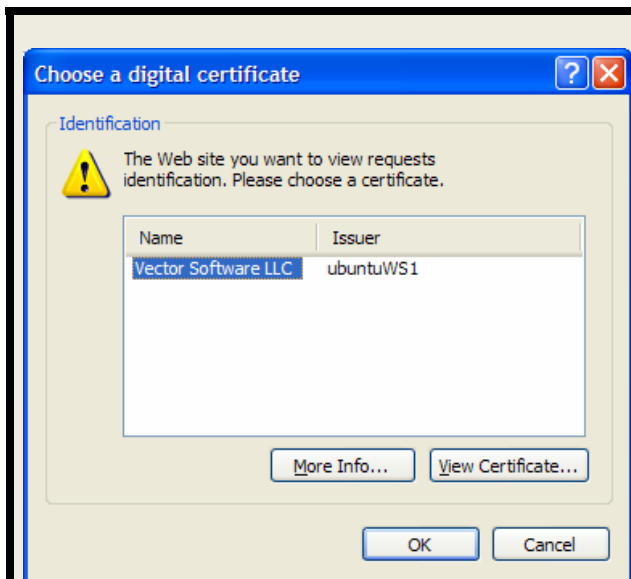 Choose a digital certificate
Identification
The Web site you want to view requests
identification. Please choose a certificate.
Name Issuer
Vector Software LLC ubuntuWS1
More Info... View Certificate...
OK Cancel